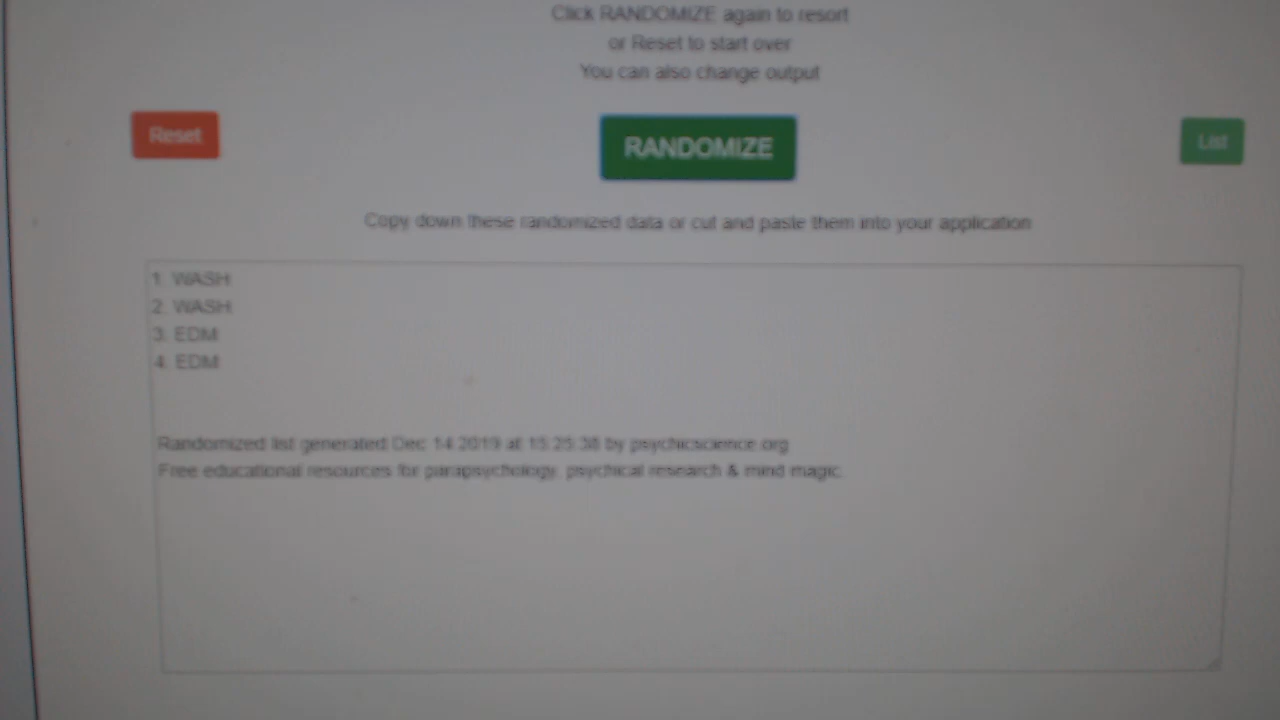 Click RANDOMIZE again to resort
or Reset to start over
You can also change output
Reset
RANDOMIZE
List
Copy down these randomized data or cut and paste them into your application
1. WASH
2. WASH
3. EDM
4. EDM
Randomized list generated Dec 14 2019 at 15:25:38 by psychicscience.org
Free educational resources for parapsychology, psychical research & mind magic.